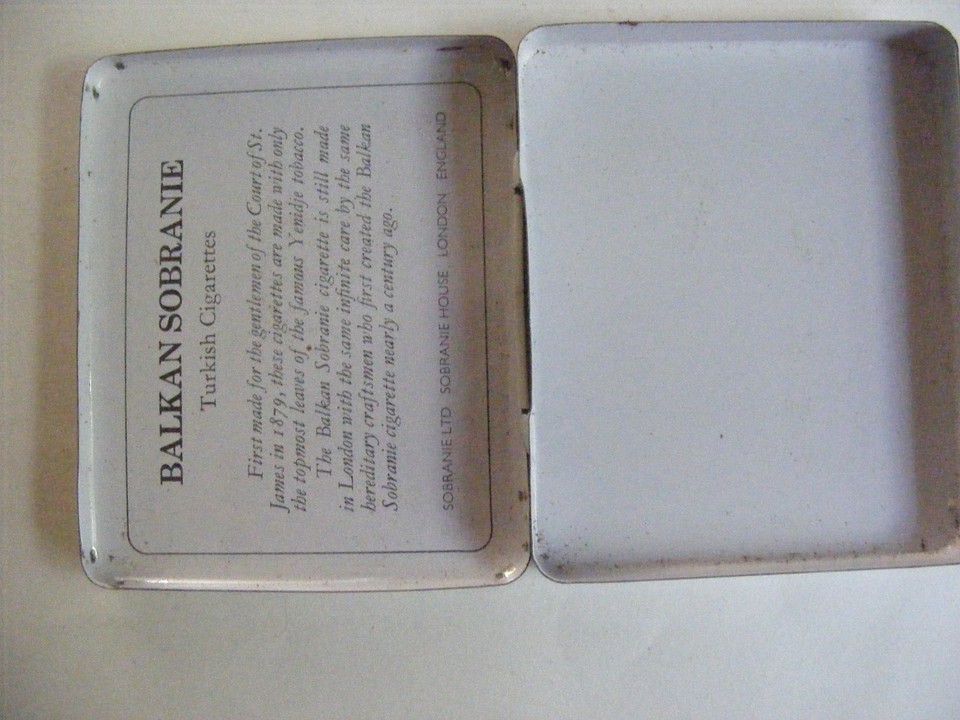 BALKAN SOBRANIE
Turkish Cigarettes
First made for the gentlemen of the Court of St.
James in 1879, these cigarettes are made with only
the topmost leaves of the famous Yenidje tobacco.
The Balkan Sobranie cigarette is still made
in London with the same infinite care by the same
hereditary craftsmen who first created the Balkan
Sobranie cigarette nearly a century ago.
SOBRANIE LTD SOBRANIE HOUSE LONDON ENGLAND